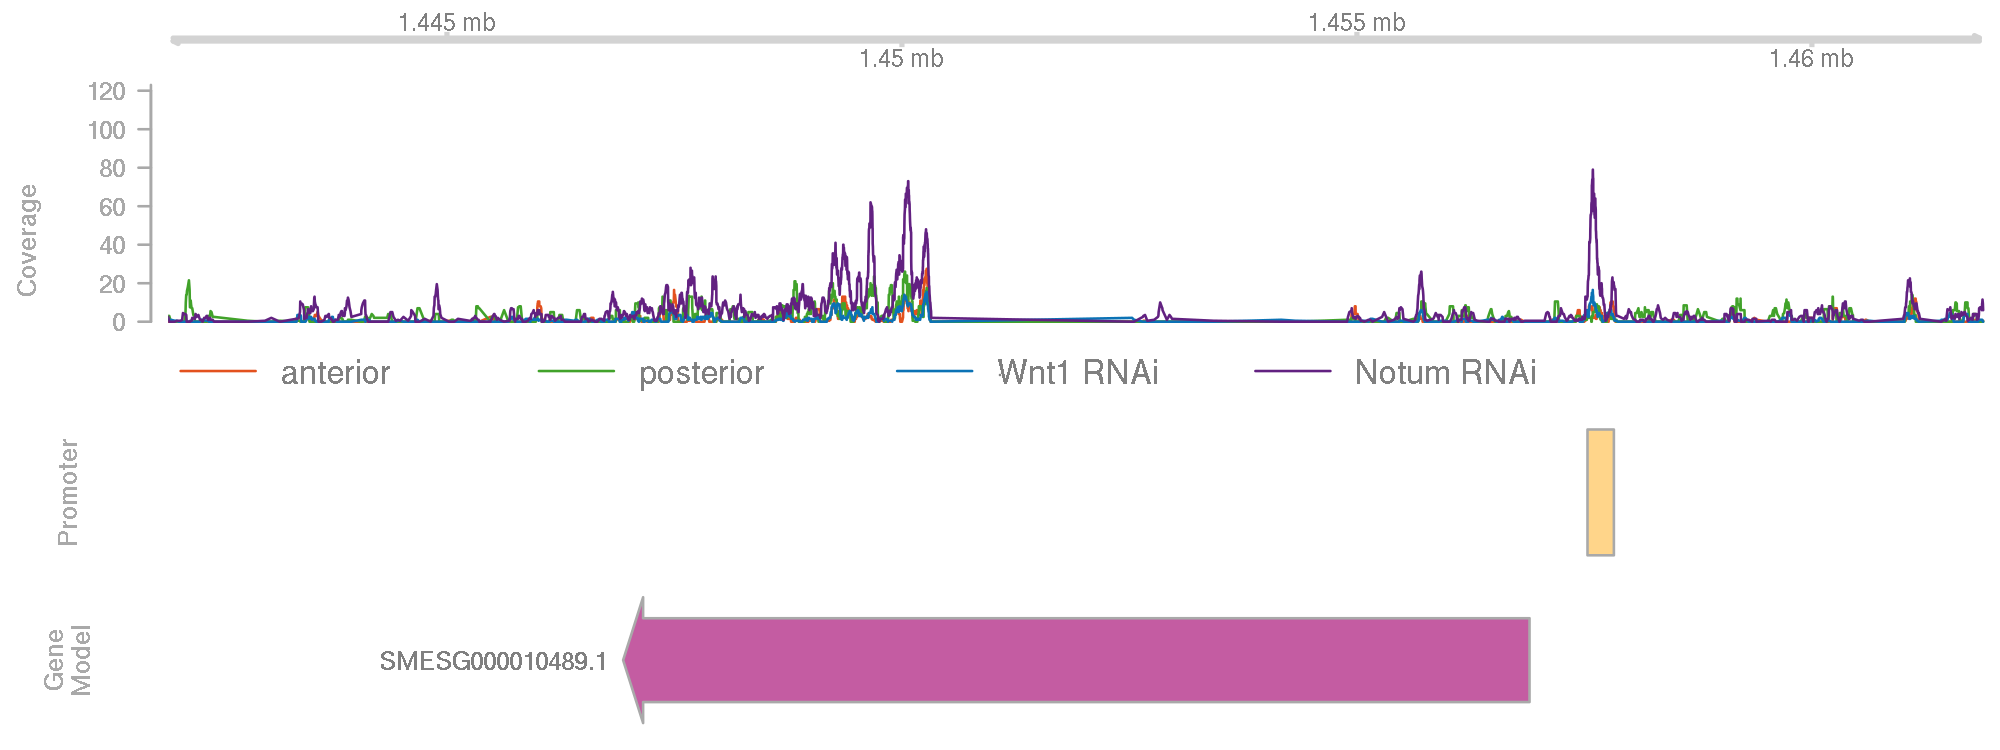 1.445 mb
1.455 mb
1.45 mb
1.46 mb
Coverage
120
100
80
60
40
20
0
anterior posterior Wnt1 RNAi Notum RNAi
Promoter
Gene
Model
SMESG000010489.1